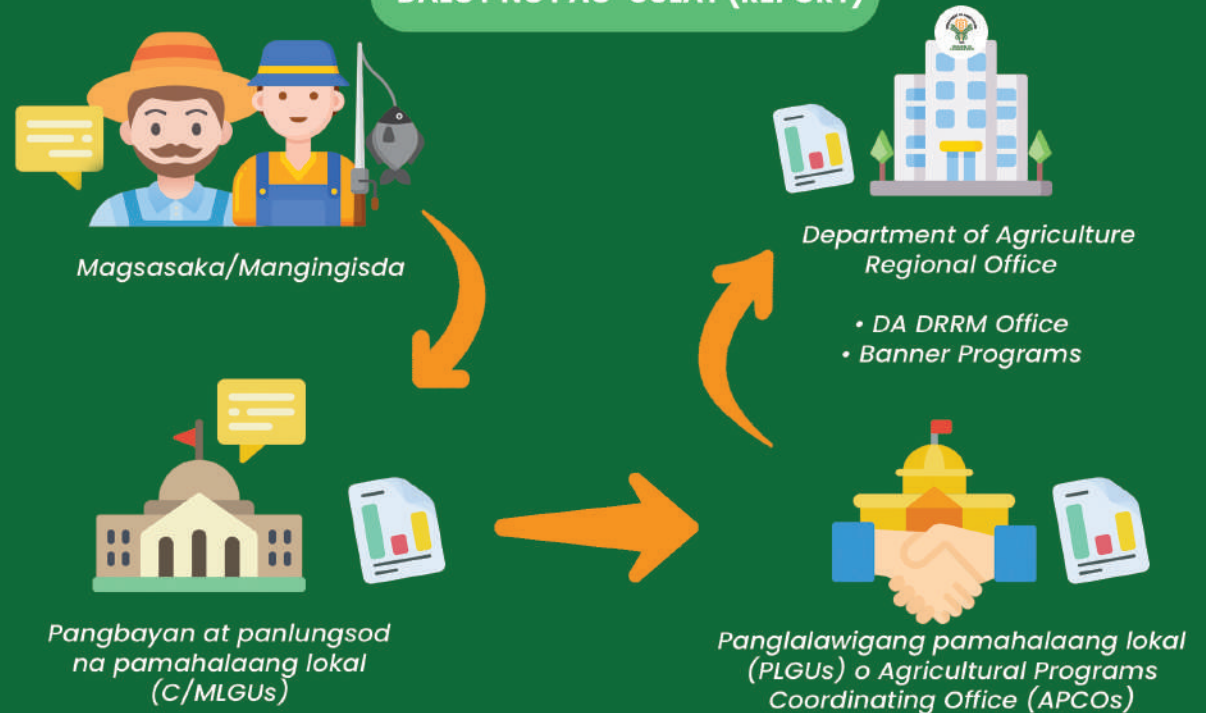 (REPORT)
Magsasaka/Mangingisda
Department of Agriculture
Regional Office
• DA DRRM Office
• Banner Programs
Pangbayan at panlungsod
na pamahalaang lokal
(C/MLGUs)
Panglalawigang pamahalaang lokal
(PLGUs) o Agricultural Programs
Coordinating Office (APCOs)